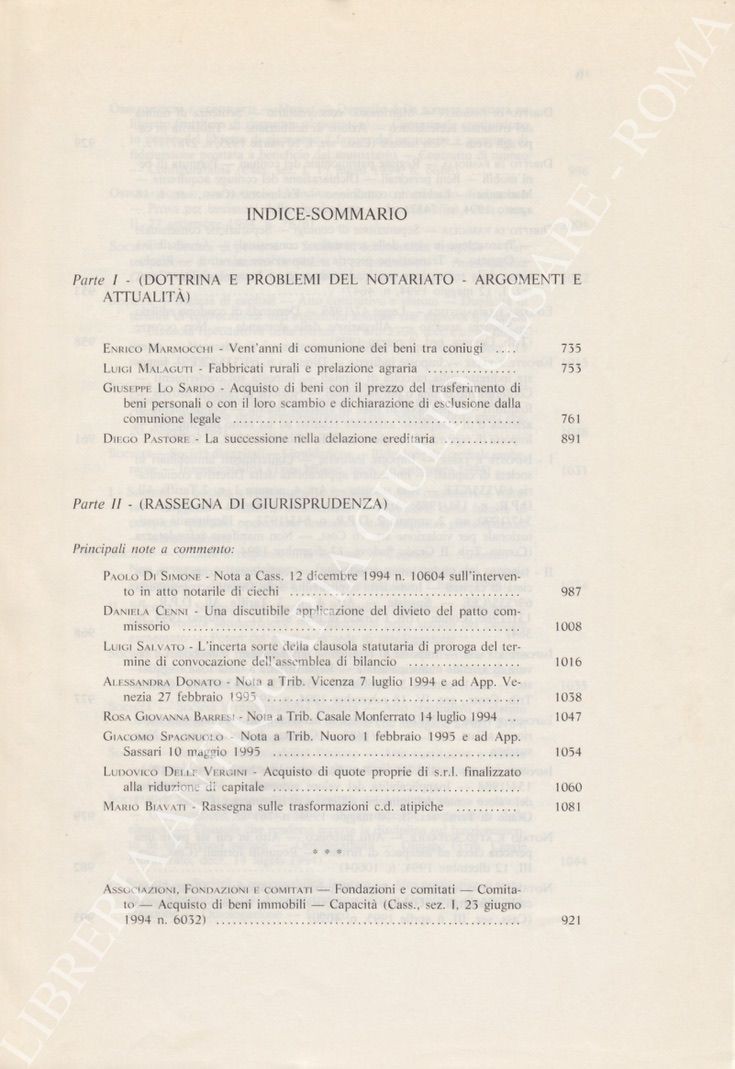 INDICE-SOMMARIO
Parte I - (DOTTRINA E PROBLEMI DEL NOTARIATO - ARGOMENTI E
ATTUALITÀ)
ENRICO MARMOCCHI - Vent'anni di comunione dei beni tra coniugi .... 735
LUIGI MALAGUTI - Fabbricati rurali e prelazione agraria ................ 753
GIUSEPPE LO SARDO - Acquisto di beni con il prezzo del trasferimento di
beni personali o con il loro scambio e dichiarazione di esclusione dalla
comunione legale .................................................. 761
DIEGO PASTORE - La successione nella delazione ereditaria ............. 891
Parte II - (RASSEGNA DI GIURISPRUDENZA)
Principali note a commento:
PAOLO DI SIMONE - Nota a Cass. 12 dicembre 1994 n. 10604 sull'interven-
to in atto notarile di ciechi ........................................ 987
DANIELA CENNI - Una discutibile applicazione del divieto del patto com-
missorio ........................................................... 1008
LUIGI SALVATO - L'incerta sorte della clausola statutaria di proroga del ter-
mine di convocazione dell'assemblea di bilancio .................... 1016
ALESSANDRA DONATO - Nota a Trib. Vicenza 7 luglio 1994 e ad App. Ve-
nezia 27 febbraio 1995 ............................................. 1038
ROSA GIOVANNA BARRESI - Nota a Trib. Casale Monferrato 14 luglio 1994 .. 1047
GIACOMO SPAGNUOLO - Nota a Trib. Nuoro 1 febbraio 1995 e ad App.
Sassari 10 maggio 1995 ........................................... 1054
LUDOVICO DELLE VERGINI - Acquisto di quote proprie di s.r.l. finalizzato
alla riduzione di capitale ........................................... 1060
MARIO BIAVATI - Rassegna sulle trasformazioni c.d. atipiche ........... 1081
* * *
ASSOCIAZIONI, FONDAZIONI E COMITATI — Fondazioni e comitati — Comita-
to — Acquisto di beni immobili — Capacità (Cass., sez. I, 23 giugno
1994 n. 6032) ..................................................... 921
LIBRERIA ANTIQUARIA GIULIO CESARE - ROMA